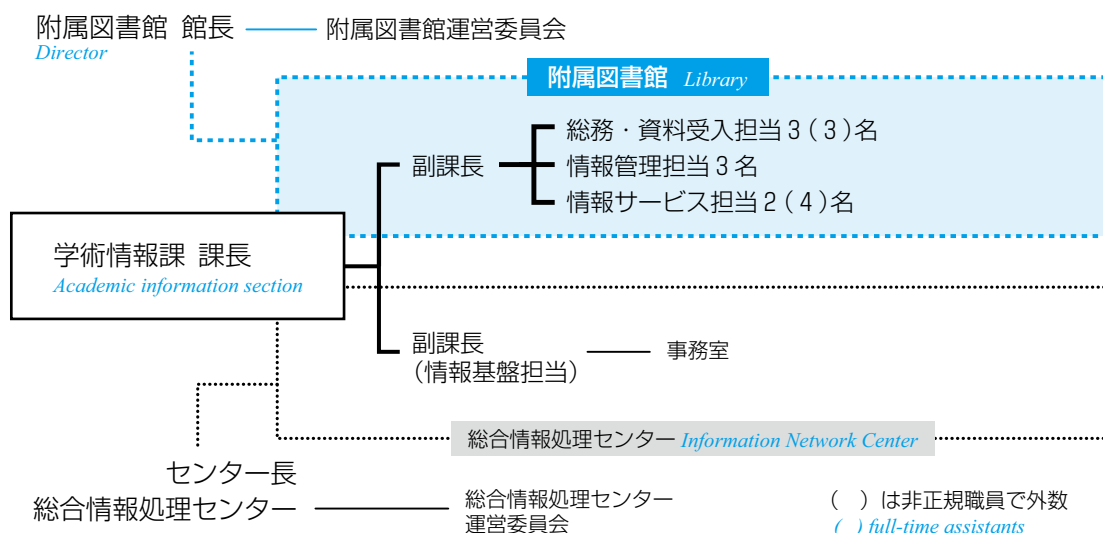 附属図書館 館長
附属図書館運営委員会
Director
附属図書館 Library
総務・資料受入担当3(3)名
副課長
情報管理担当3名
情報サービス担当2(4)名
学術情報課 課長
Academic information section
副課長
(情報基盤担当)
事務室
総合情報処理センター Information Network Center
センター長
総合情報処理センター
総合情報処理センター
運営委員会
( )は非正規職員で外数
( ) full-time assistants